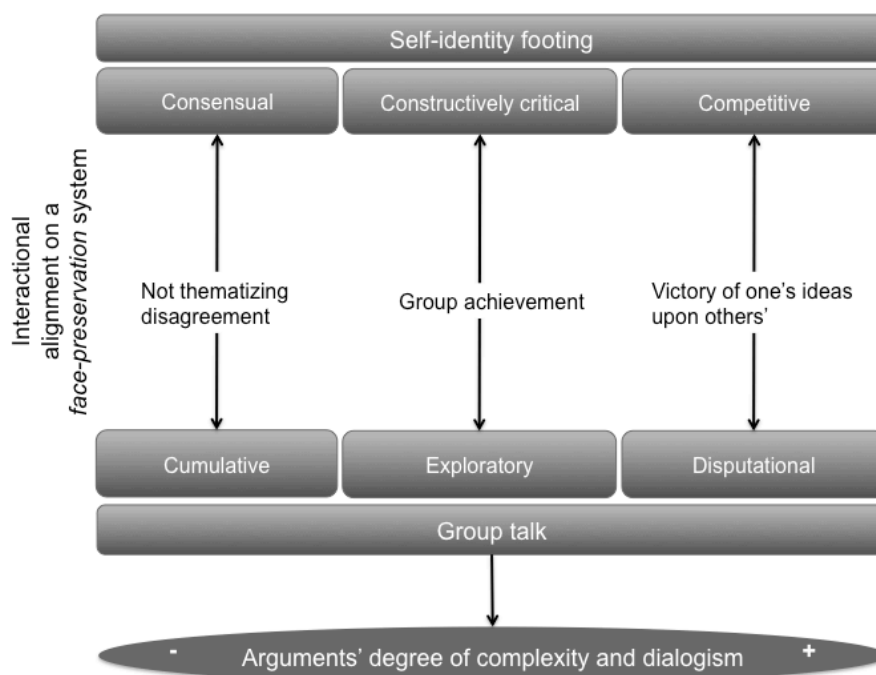 Self-identity footing
Consensual
Constructively critical
Competitive
Interactional
alignment on a
face-preservation system
Not thematizing
disagreement
Group achievement
Victory of one's ideas
upon others'
Cumulative
Exploratory
Disputational
Group talk
-
Arguments' degree of complexity and dialogism
+